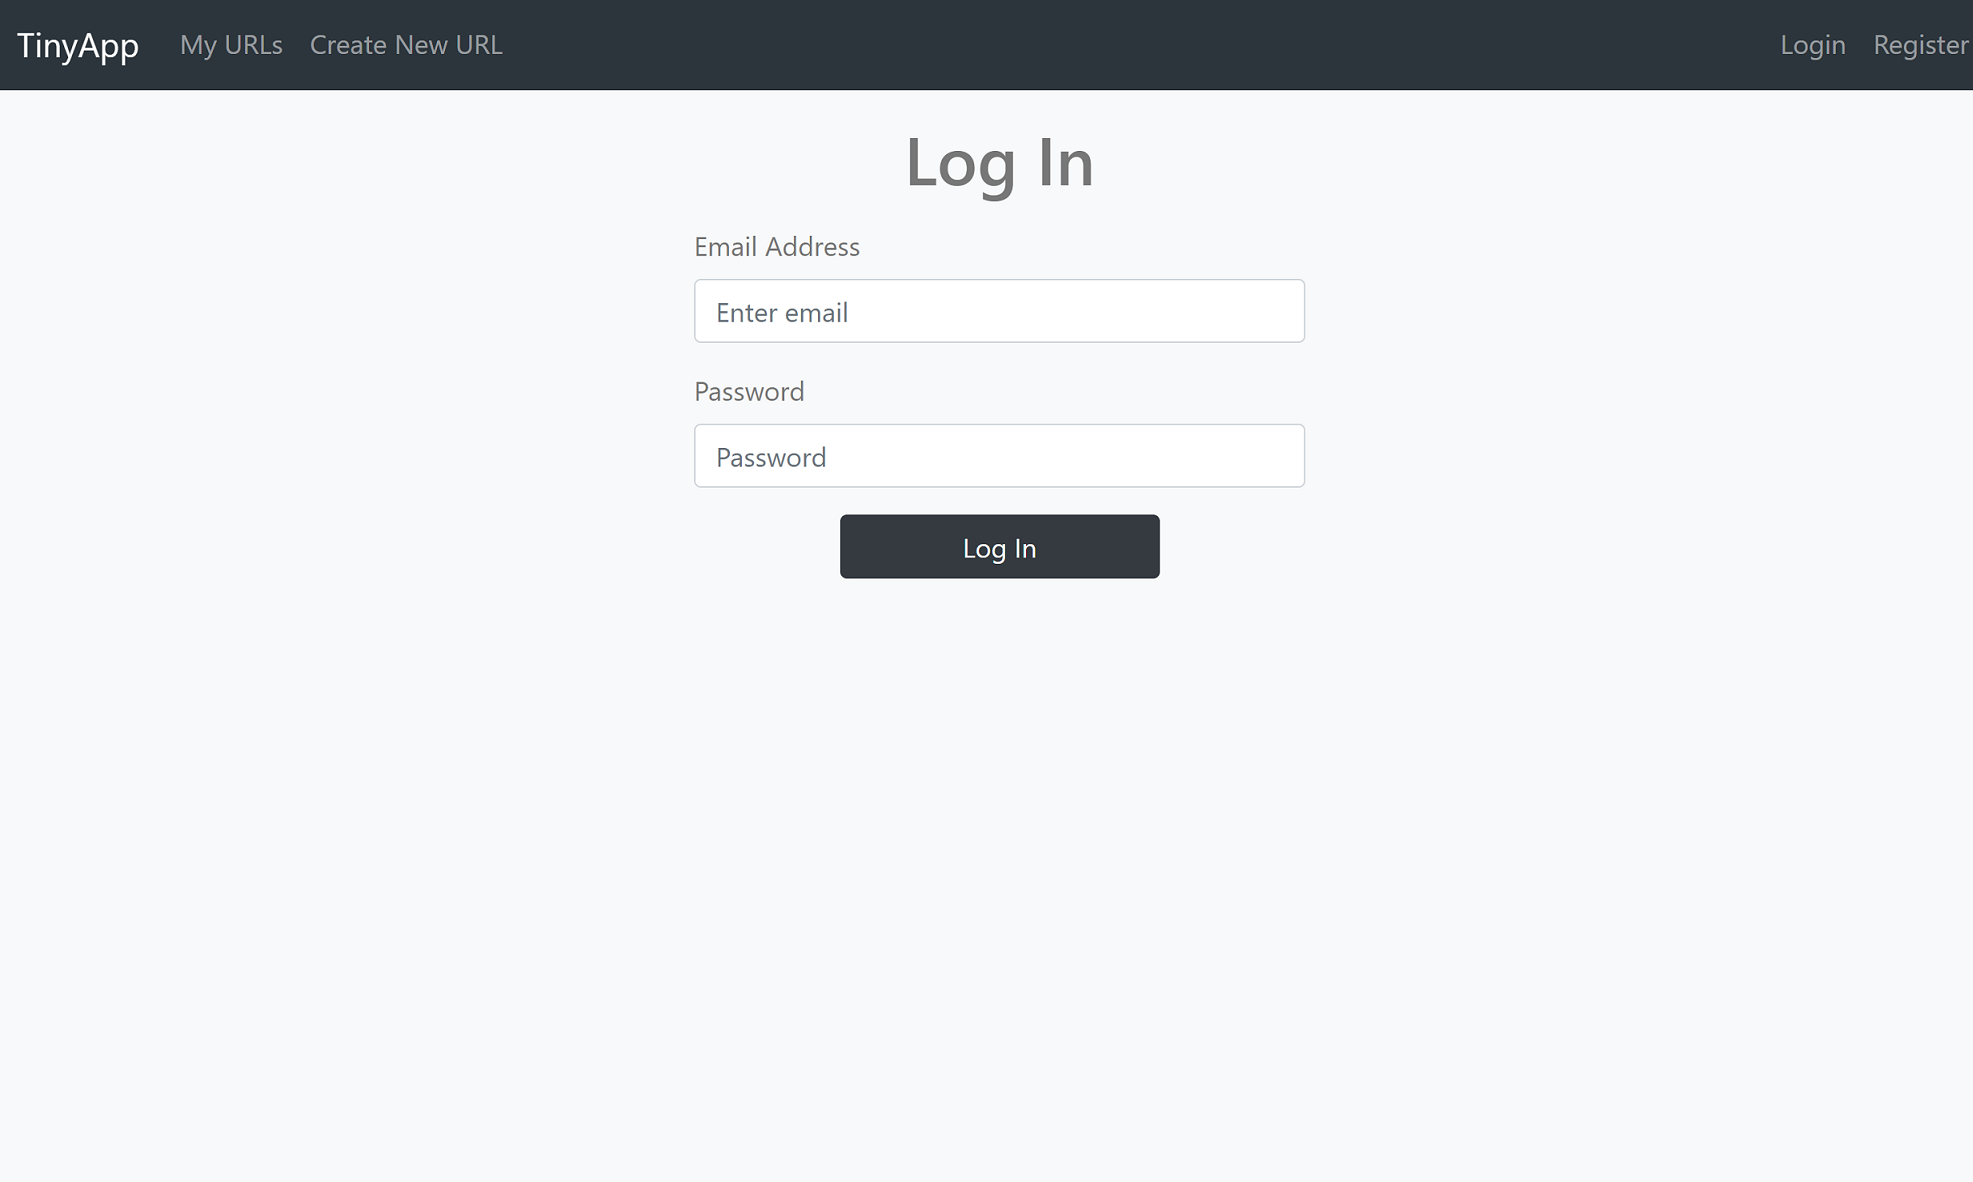 TinyApp My URLs Create New URL Login Register
Log In
Email Address
Enter email
Password
Password
Log In